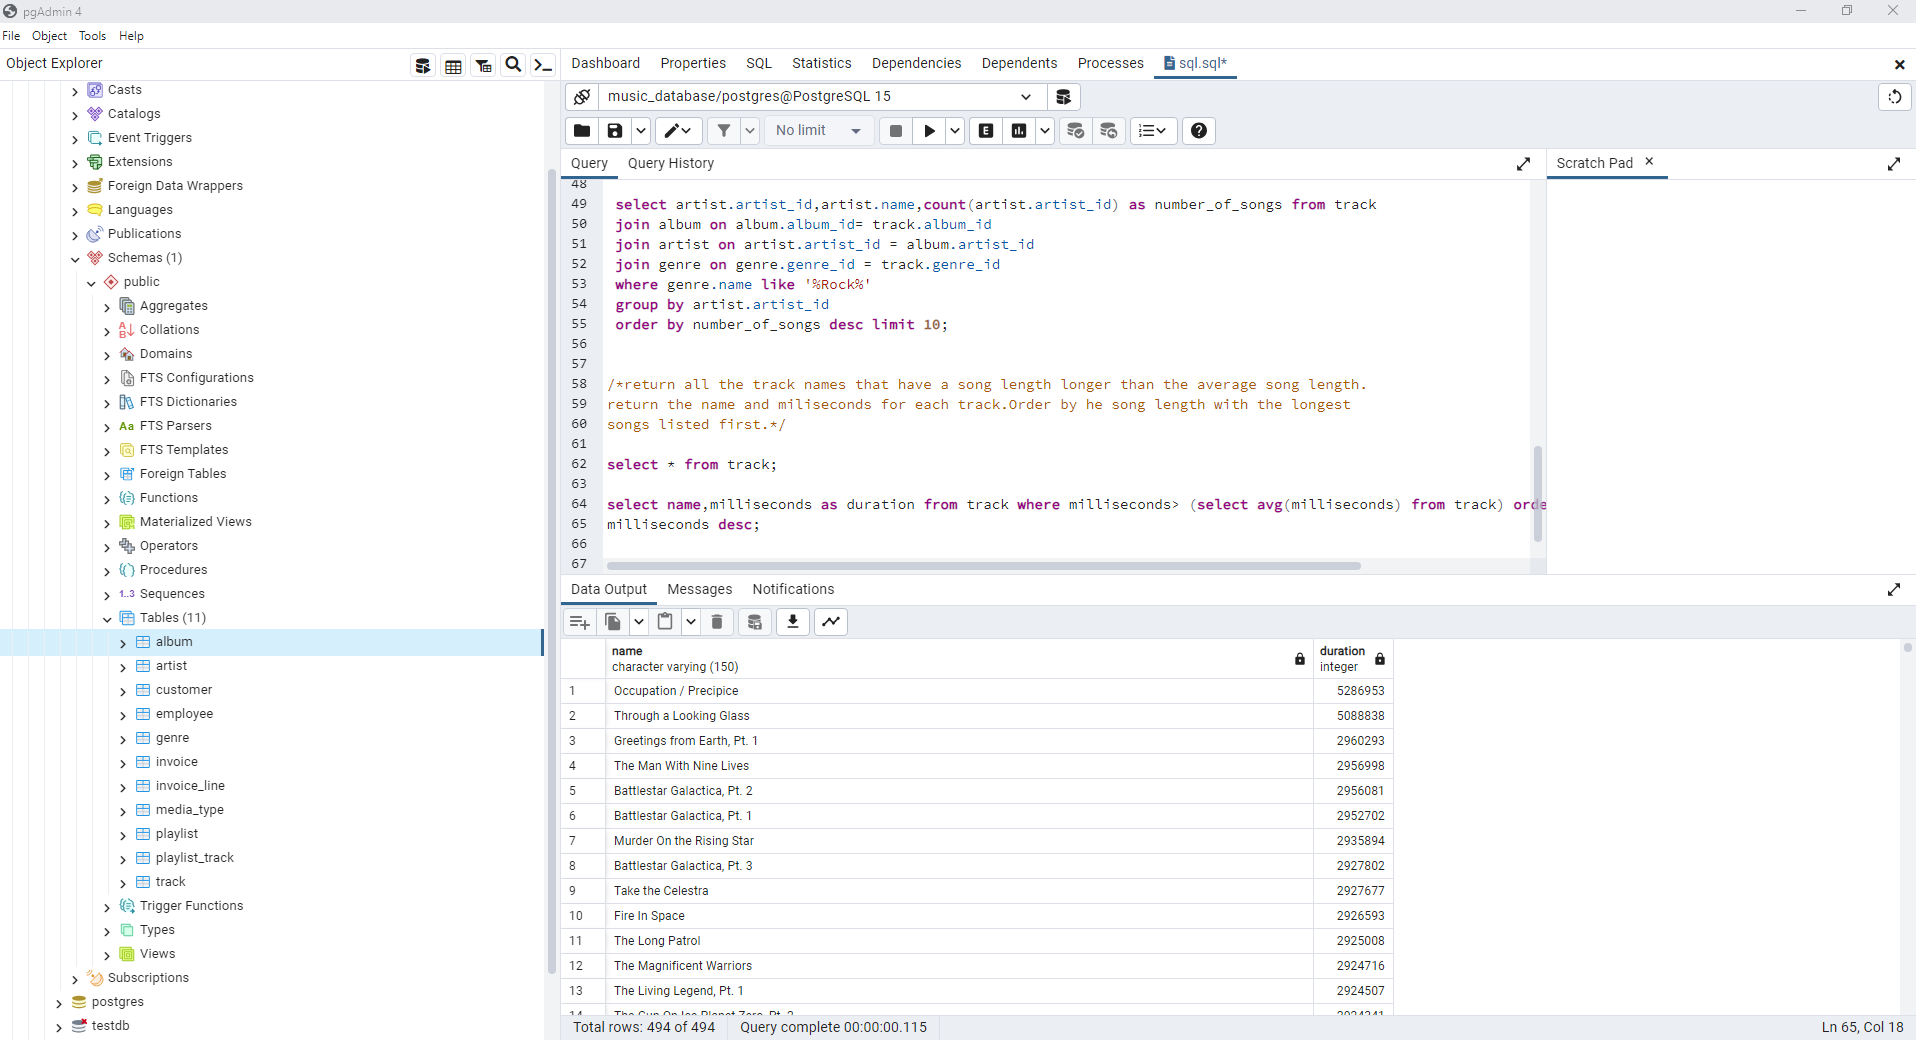 pgAdmin 4
File Object Tools Help
Object Explorer
Dashboard Properties SQL Statistics Dependencies Dependents Processes sql.sql*
Casts
Catalogs
Event Triggers
Extensions
Foreign Data Wrappers
Languages
Publications
Schemas (1)
public
Aggregates
Collations
Domains
FTS Configurations
FTS Dictionaries
Aa FTS Parsers
FTS Templates
Foreign Tables
Functions
Materialized Views
Operators
Procedures
1..3 Sequences
Tables (11)
album
artist
customer
employee
genre
invoice
invoice_line
media_type
playlist
playlist_track
track
Trigger Functions
Types
Views
Subscriptions
postgres
testdb
music_database/postgres@PostgreSQL 15
No limit E
Query Query History
Scratch Pad
48
49 select artist.artist_id,artist.name,count(artist.artist_id) as number_of_songs from track
50 join album on album.album_id= track.album_id
51 join artist on artist.artist_id = album.artist_id
52 join genre on genre.genre_id = track.genre_id
53 where genre.name like '%Rock%'
54 group by artist.artist_id
55 order by number_of_songs desc limit 10;
56
57
58 /*return all the track names that have a song length longer than the average song length.
59 return the name and miliseconds for each track.Order by he song length with the longest
60 songs listed first.*/
61
62 select * from track;
63
64 select name,milliseconds as duration from track where milliseconds> (select avg(milliseconds) from track) orde
65 milliseconds desc;
66
67
Data Output Messages Notifications
name duration
character varying (150) integer
1 Occupation / Precipice 5286953
2 Through a Looking Glass 5088838
3 Greetings from Earth, Pt. 1 2960293
4 The Man With Nine Lives 2956998
5 Battlestar Galactica, Pt. 2 2956081
6 Battlestar Galactica, Pt. 1 2952702
7 Murder On the Rising Star 2935894
8 Battlestar Galactica, Pt. 3 2927802
9 Take the Celestra 2927677
10 Fire In Space 2926593
11 The Long Patrol 2925008
12 The Magnificent Warriors 2924716
13 The Living Legend, Pt. 1 2924507
14 The Gun On Ice Planet Zero, Pt. 2 2924341
Total rows: 494 of 494 Query complete 00:00:00.115 Ln 65, Col 18